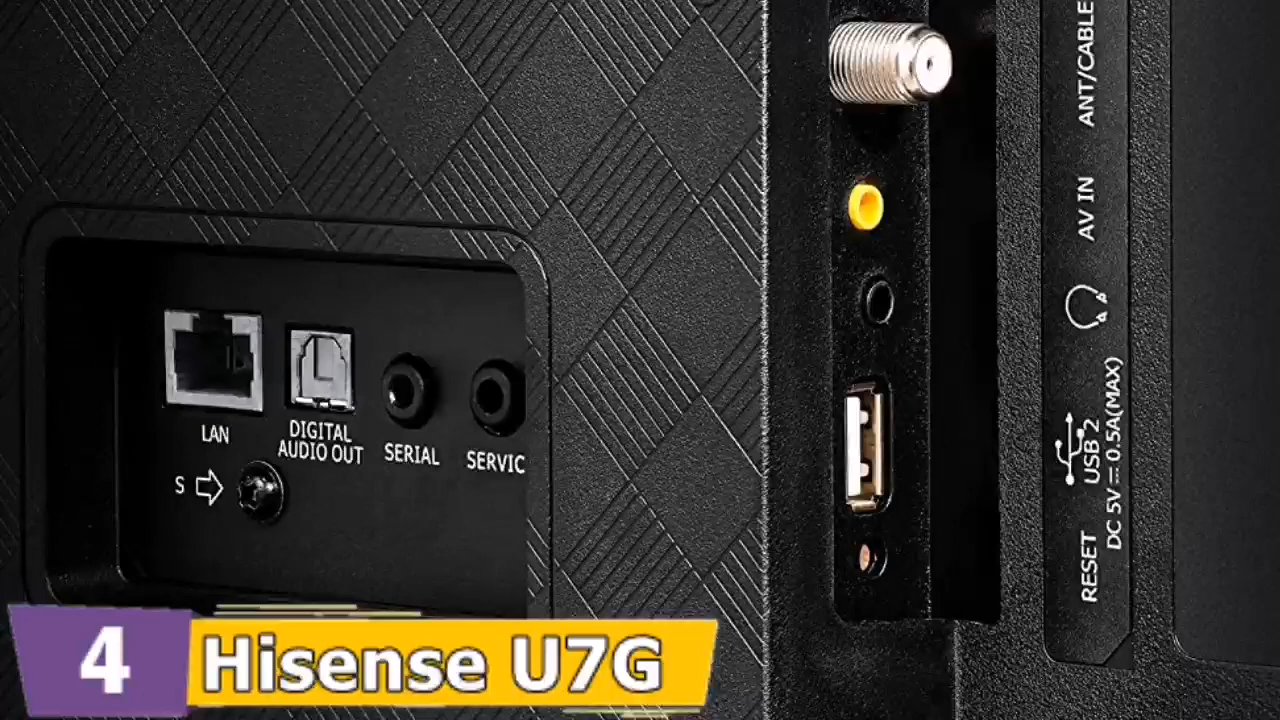 LAN
DIGITAL
AUDIO OUT
SERIAL
SERVIC
S
ANT/CABLE
AV IN
USB 2
DC 5V ⎓ 0.5A(MAX)
RESET
4
Hisense U7G